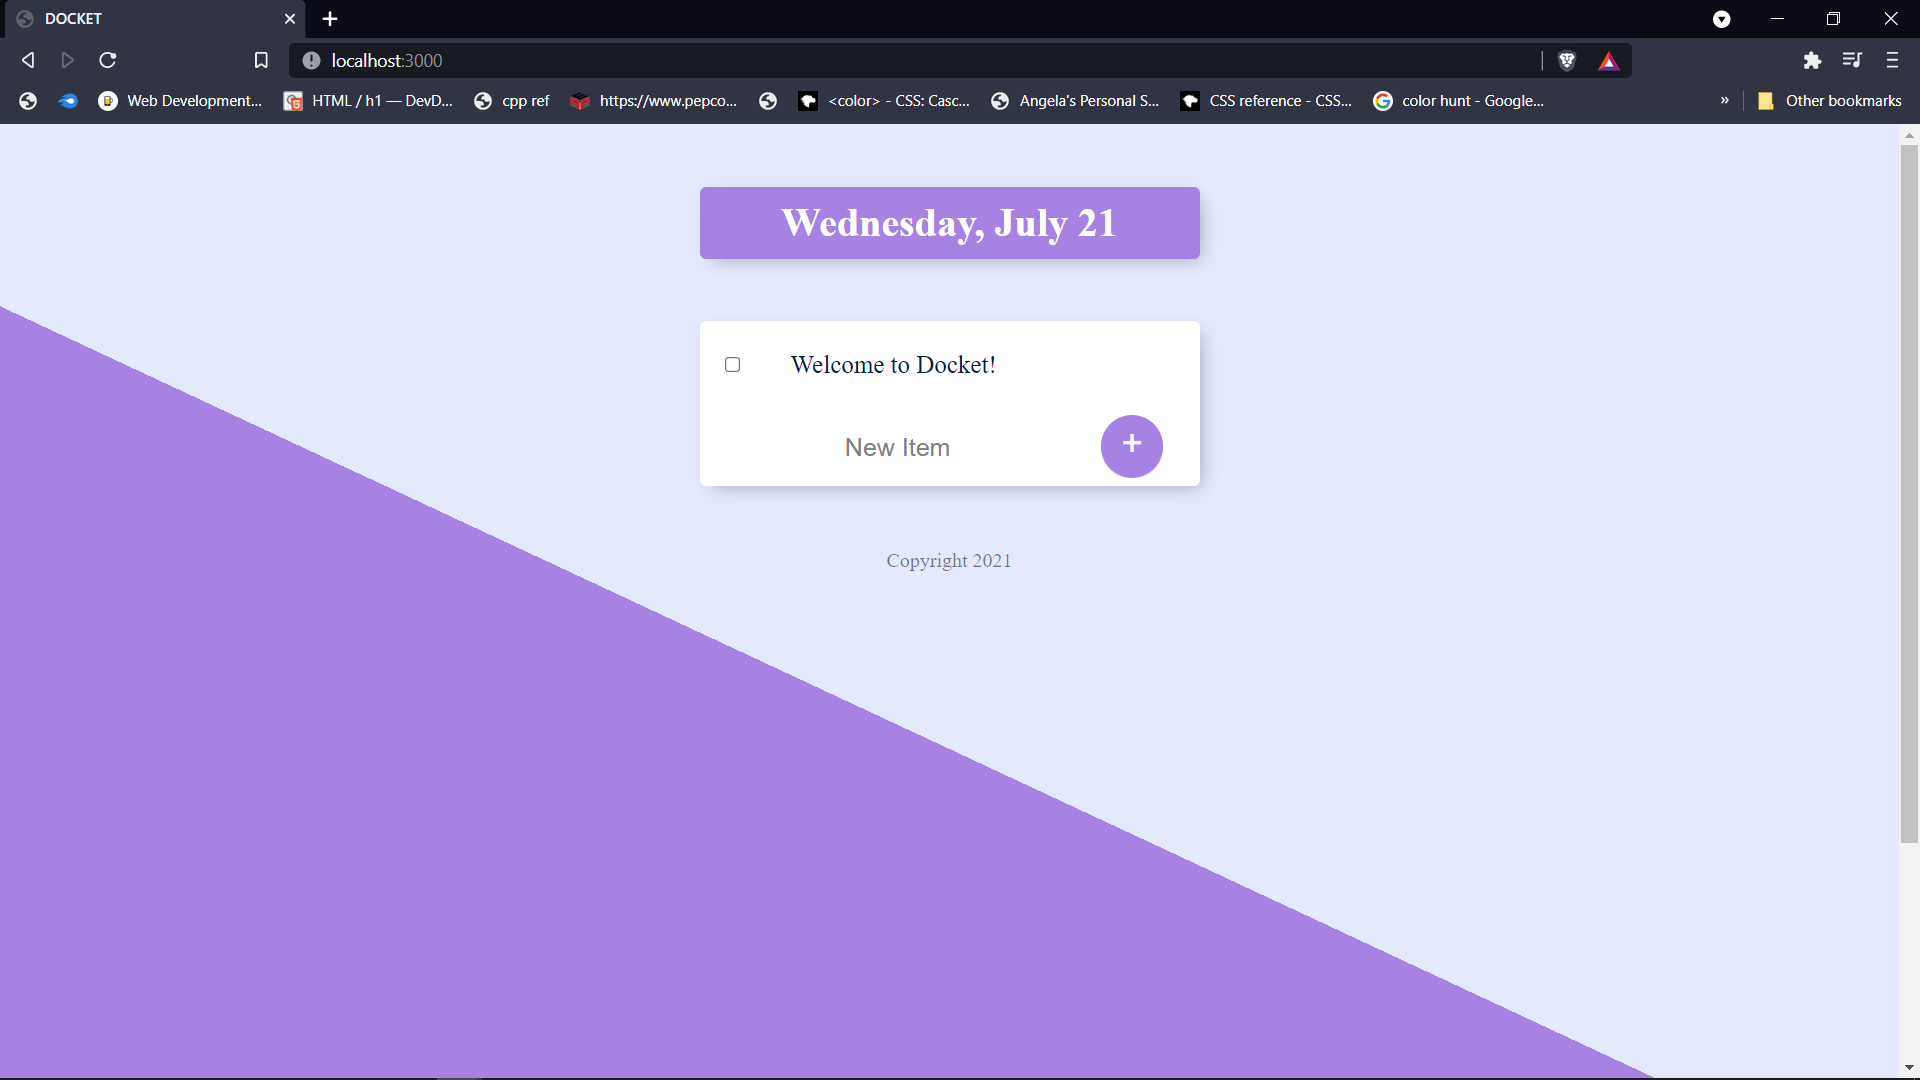 DOCKET
localhost:3000
Web Development... HTML / h1 — DevD... cpp ref https://www.pepco... <color> - CSS: Casc... Angela's Personal S... CSS reference - CSS... color hunt - Google... » Other bookmarks
Wednesday, July 21
Welcome to Docket!
New Item +
Copyright 2021